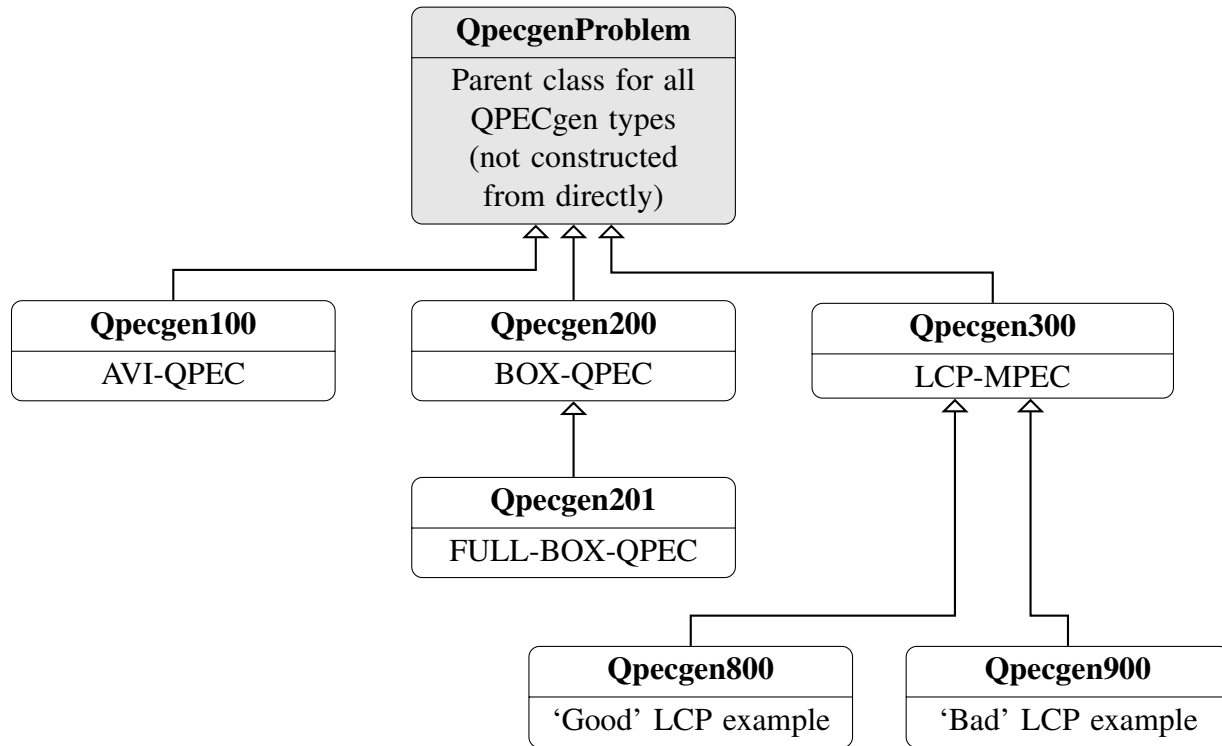 QpecgenProblem
Parent class for all
QPECgen types
(not constructed
from directly)
Qpecgen100
AVI-QPEC
Qpecgen200
BOX-QPEC
Qpecgen300
LCP-MPEC
Qpecgen201
FULL-BOX-QPEC
Qpecgen800
‘Good’ LCP example
Qpecgen900
‘Bad’ LCP example